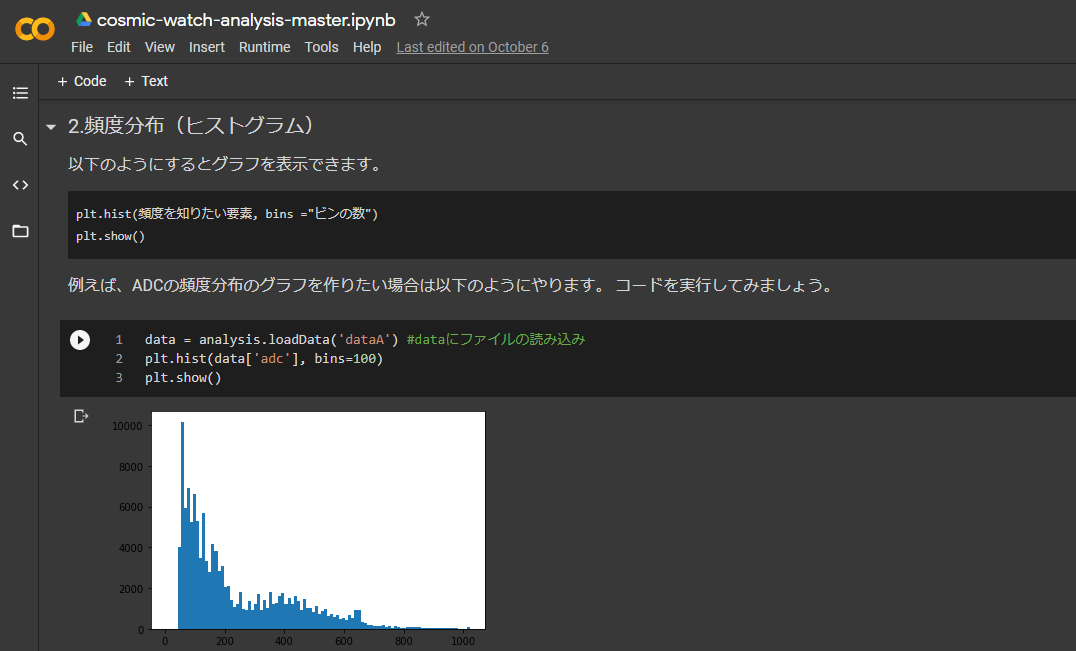 cosmic-watch-analysis-master.ipynb
File Edit View Insert Runtime Tools Help Last edited on October 6
+ Code + Text
2.頻度分布（ヒストグラム）
以下のようにするとグラフを表示できます。
plt.hist(頻度を知りたい要素, bins ="ビンの数")
plt.show()
例えば、ADCの頻度分布のグラフを作りたい場合は以下のようにやります。 コードを実行してみましょう。
1 data = analysis.loadData('dataA') #dataにファイルの読み込み
2 plt.hist(data['adc'], bins=100)
3 plt.show()
10000
8000
6000
4000
2000
0
0 200 400 600 800 1000